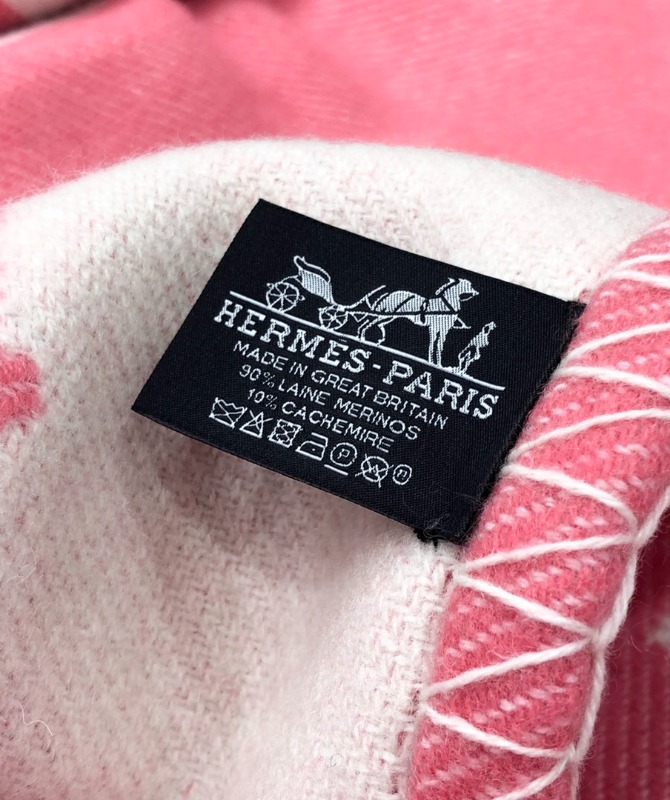 HERMES-PARIS
MADE IN GREAT BRITAIN
90% LAINE MERINOS
10% CACHEMIRE
P W n